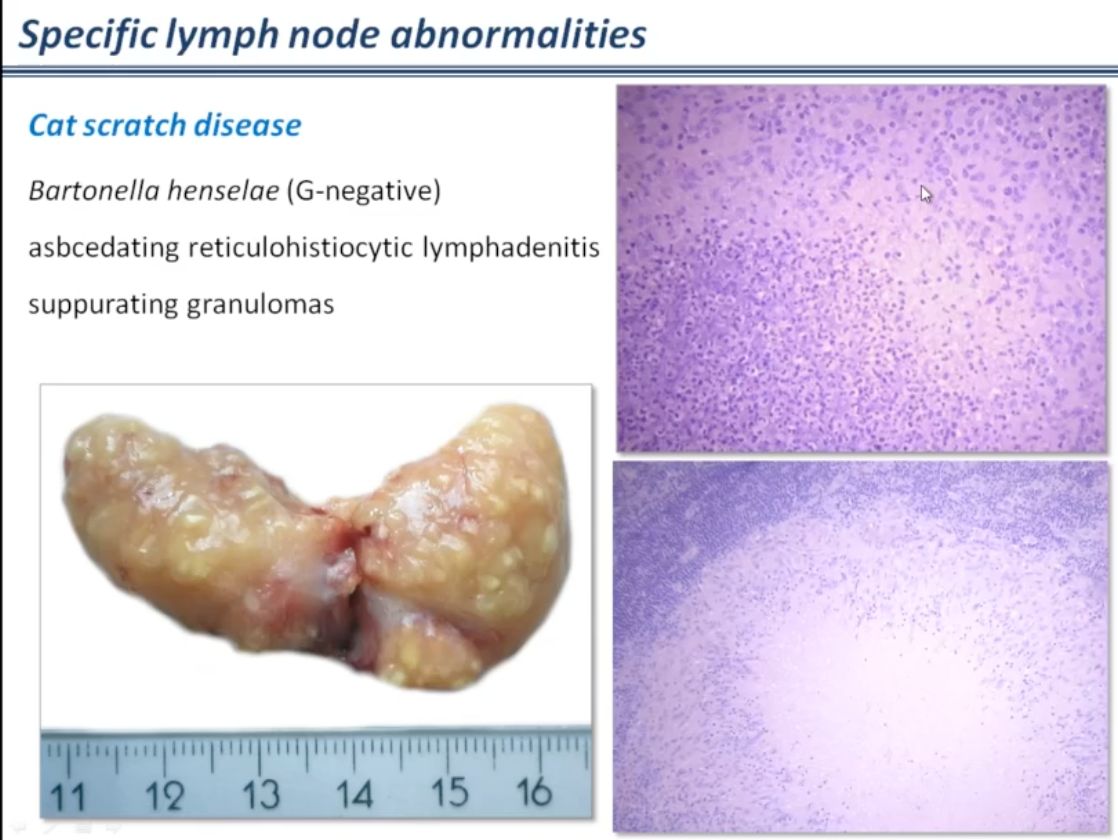 Specific lymph node abnormalities
Cat scratch disease
Bartonella henselae (G-negative)
asbcedating reticulohistiocytic lymphadenitis
suppurating granulomas
11 12 13 14 15 16